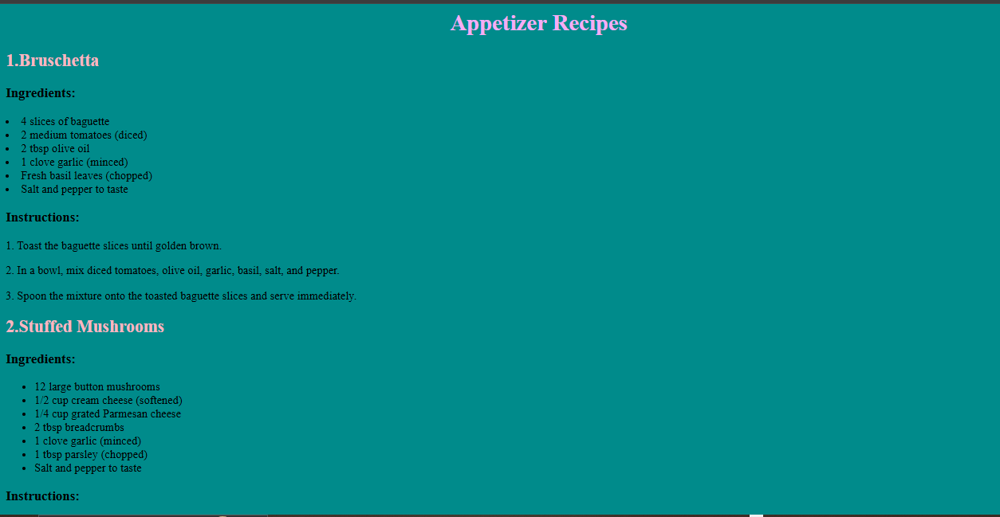 Appetizer Recipes
1.Bruschetta
Ingredients:
• 4 slices of baguette
• 2 medium tomatoes (diced)
• 2 tbsp olive oil
• 1 clove garlic (minced)
• Fresh basil leaves (chopped)
• Salt and pepper to taste
Instructions:
1. Toast the baguette slices until golden brown.
2. In a bowl, mix diced tomatoes, olive oil, garlic, basil, salt, and pepper.
3. Spoon the mixture onto the toasted baguette slices and serve immediately.
2.Stuffed Mushrooms
Ingredients:
• 12 large button mushrooms
• 1/2 cup cream cheese (softened)
• 1/4 cup grated Parmesan cheese
• 2 tbsp breadcrumbs
• 1 clove garlic (minced)
• 1 tbsp parsley (chopped)
• Salt and pepper to taste
Instructions: